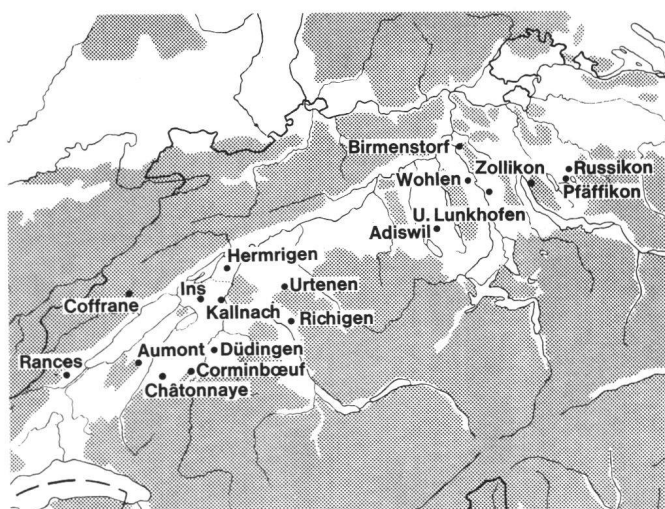 Birmenstorf
Zollikon
Russikon
Wohlen
Pfäffikon
U. Lunkhofen
Adiswil
Hermrigen
Ins
Urtenen
Coffrane
Kallnach
Richigen
Rances
Aumont
Düdingen
Corminbœuf
Châtonnaye